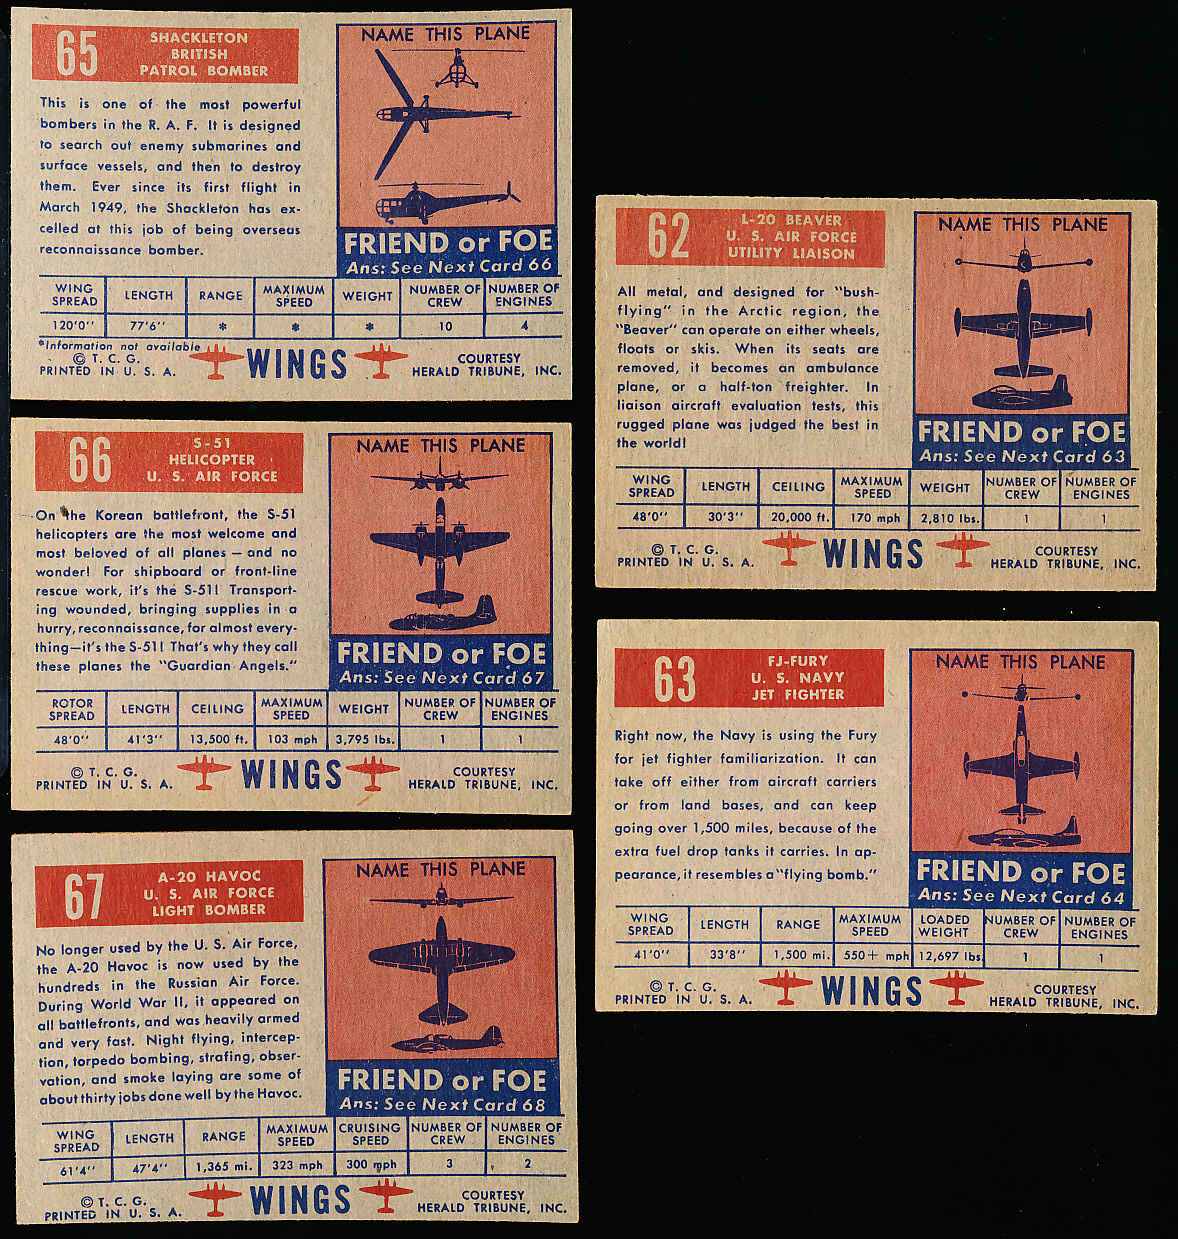 65
SHACKLETON
BRITISH
PATROL BOMBER
This is one of the most powerful
bombers in the R. A. F. It is designed
to search out enemy submarines and
surface vessels, and then to destroy
them. Ever since its first flight in
March 1949, the Shackleton has ex-
celled at this job of being overseas
reconnaissance bomber.
NAME THIS PLANE
FRIEND or FOE
Ans: See Next Card 66
WING SPREAD LENGTH RANGE MAXIMUM SPEED WEIGHT NUMBER OF CREW NUMBER OF ENGINES
120'0'' 77'6'' * * * 10 4
*Information not available
© T. C. G.
PRINTED IN U. S. A.
WINGS
COURTESY
HERALD TRIBUNE, INC.
66
S-51
HELICOPTER
U. S. AIR FORCE
On the Korean battlefront, the S-51
helicopters are the most welcome and
most beloved of all planes — and no
wonder! For shipboard or front-line
rescue work, it's the S-51! Transport-
ing wounded, bringing supplies in a
hurry, reconnaissance, for almost every-
thing—it's the S-51! That's why they call
these planes the "Guardian Angels."
NAME THIS PLANE
FRIEND or FOE
Ans: See Next Card 67
ROTOR SPREAD LENGTH CEILING MAXIMUM SPEED WEIGHT NUMBER OF CREW NUMBER OF ENGINES
48'0'' 41'3'' 13,500 ft. 103 mph 3,795 lbs. 1 1
© T. C. G.
PRINTED IN U. S. A.
WINGS
COURTESY
HERALD TRIBUNE, INC.
67
A-20 HAVOC
U. S. AIR FORCE
LIGHT BOMBER
No longer used by the U. S. Air Force,
the A-20 Havoc is now used by the
hundreds in the Russian Air Force.
During World War II, it appeared on
all battlefronts, and was heavily armed
and very fast. Night flying, intercep-
tion, torpedo bombing, strafing, obser-
vation, and smoke laying are some of
about thirty jobs done well by the Havoc.
NAME THIS PLANE
FRIEND or FOE
Ans: See Next Card 68
WING SPREAD LENGTH RANGE MAXIMUM SPEED CRUISING SPEED NUMBER OF CREW NUMBER OF ENGINES
61'4'' 47'4'' 1,365 mi. 323 mph 300 mph 3 2
© T. C. G.
PRINTED IN U. S. A.
WINGS
COURTESY
HERALD TRIBUNE, INC.
62
L-20 BEAVER
U. S. AIR FORCE
UTILITY LIAISON
All metal, and designed for "bush-
flying" in the Arctic region, the
"Beaver" can operate on either wheels,
floats or skis. When its seats are
removed, it becomes an ambulance
plane, or a half-ton freighter. In
liaison aircraft evaluation tests, this
rugged plane was judged the best in
the world!
NAME THIS PLANE
FRIEND or FOE
Ans: See Next Card 63
WING SPREAD LENGTH CEILING MAXIMUM SPEED WEIGHT NUMBER OF CREW NUMBER OF ENGINES
48'0'' 30'3'' 20,000 ft. 170 mph 2,810 lbs. 1 1
© T. C. G.
PRINTED IN U. S. A.
WINGS
COURTESY
HERALD TRIBUNE, INC.
63
FJ-FURY
U. S. NAVY
JET FIGHTER
Right now, the Navy is using the Fury
for jet fighter familiarization. It can
take off either from aircraft carriers
or from land bases, and can keep
going over 1,500 miles, because of the
extra fuel drop tanks it carries. In ap-
pearance, it resembles a "flying bomb."
NAME THIS PLANE
FRIEND or FOE
Ans: See Next Card 64
WING SPREAD LENGTH RANGE MAXIMUM SPEED LOADED WEIGHT NUMBER OF CREW NUMBER OF ENGINES
41'0'' 33'8'' 1,500 mi. 550+ mph 12,697 lbs. 1 1
© T. C. G.
PRINTED IN U. S. A.
WINGS
COURTESY
HERALD TRIBUNE, INC.